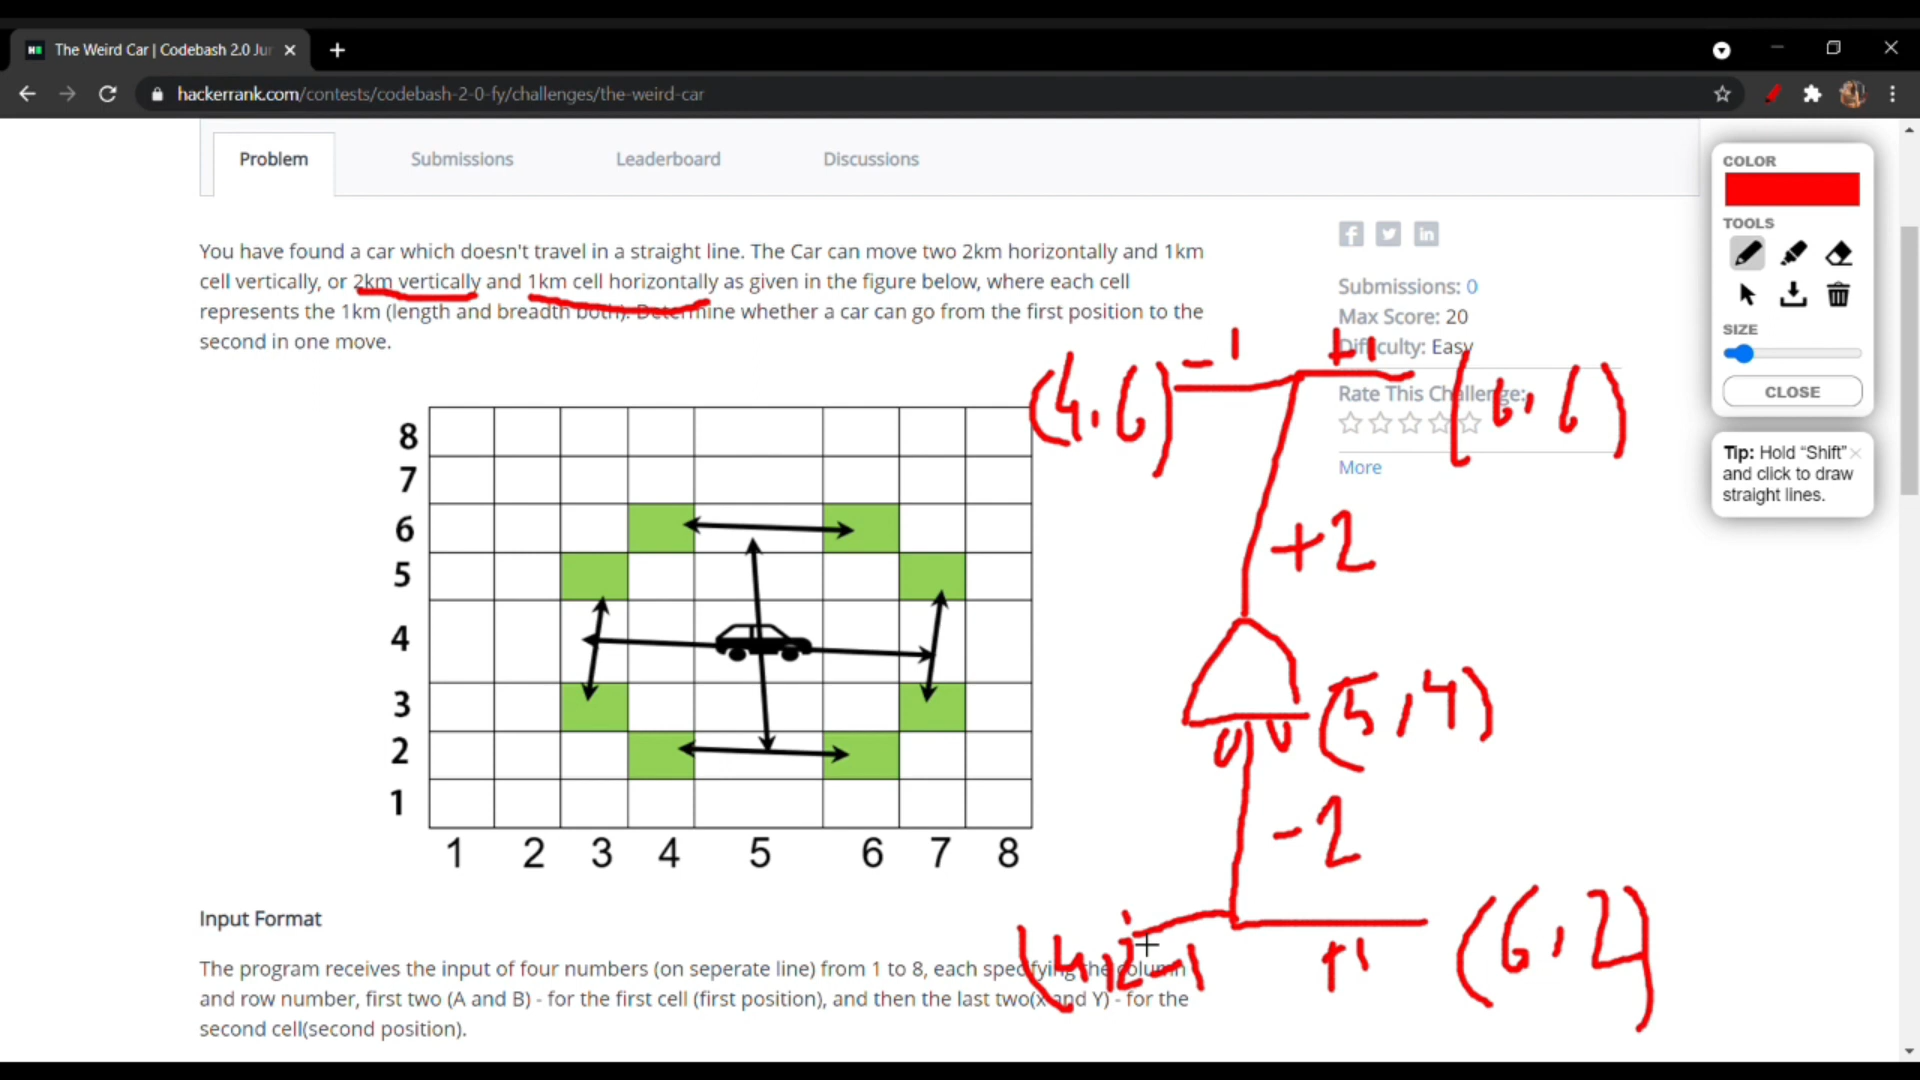 The Weird Car | Codebash 2.0 Jun
hackerrank.com/contests/codebash-2-0-fy/challenges/the-weird-car
Problem Submissions Leaderboard Discussions
You have found a car which doesn't travel in a straight line. The Car can move two 2km horizontally and 1km
cell vertically, or 2km vertically and 1km cell horizontally as given in the figure below, where each cell
represents the 1km (length and breadth both). Determine whether a car can go from the first position to the
second in one move.
8
7
6
5
4
3
2
1
1 2 3 4 5 6 7 8
Input Format
The program receives the input of four numbers (on seperate line) from 1 to 8, each specifying the column
and row number, first two (A and B) - for the first cell (first position), and then the last two(x and Y) - for the
second cell(second position).
Submissions: 0
Max Score: 20
Difficulty: Easy
Rate This Challenge:
More
-1 +1
(4,6) (6,6)
+2
(5,4)
-2
(4,2) -1 +1 (6,2)
COLOR
TOOLS
SIZE
CLOSE
Tip: Hold “Shift”
and click to draw
straight lines.